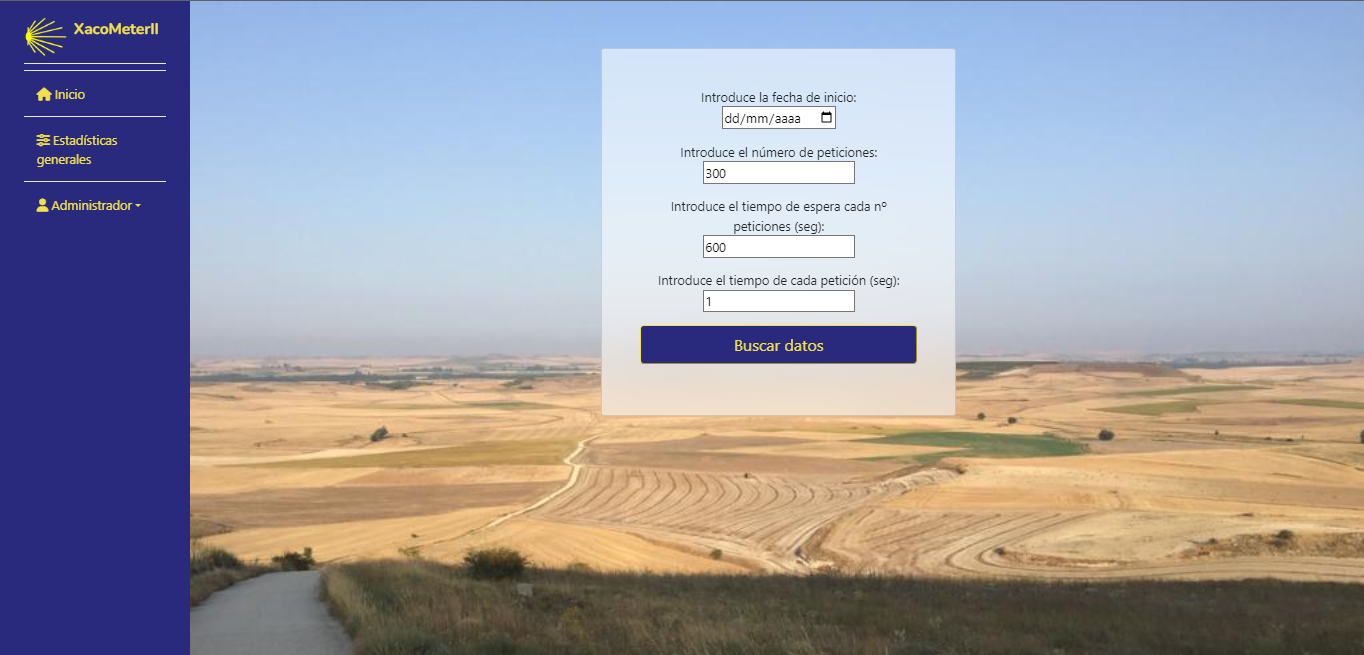 XacoMeterII
Inicio
Estadísticas
generales
Administrador
Introduce la fecha de inicio:
dd/mm/aaaa
Introduce el número de peticiones:
300
Introduce el tiempo de espera cada nº
peticiones (seg):
600
Introduce el tiempo de cada petición (seg):
1
Buscar datos